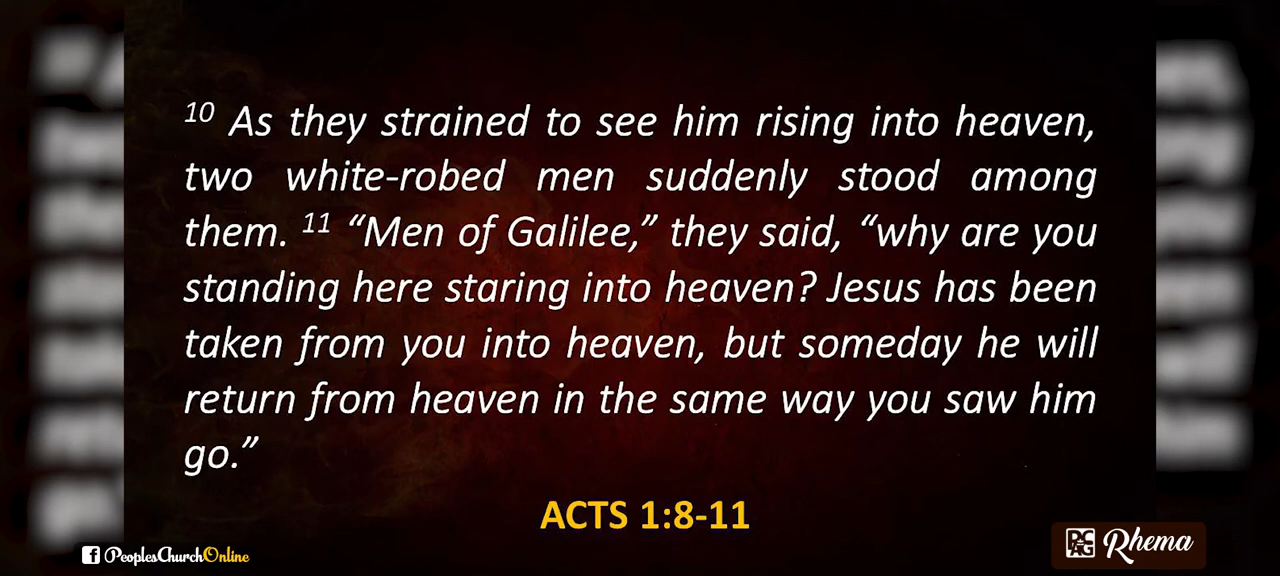 10 As they strained to see him rising into heaven,
two white-robed men suddenly stood among
them. 11 “Men of Galilee,” they said, “why are you
standing here staring into heaven? Jesus has been
taken from you into heaven, but someday he will
return from heaven in the same way you saw him
go.”
ACTS 1:8-11
f PeoplesChurchOnline
PCAG Rhema